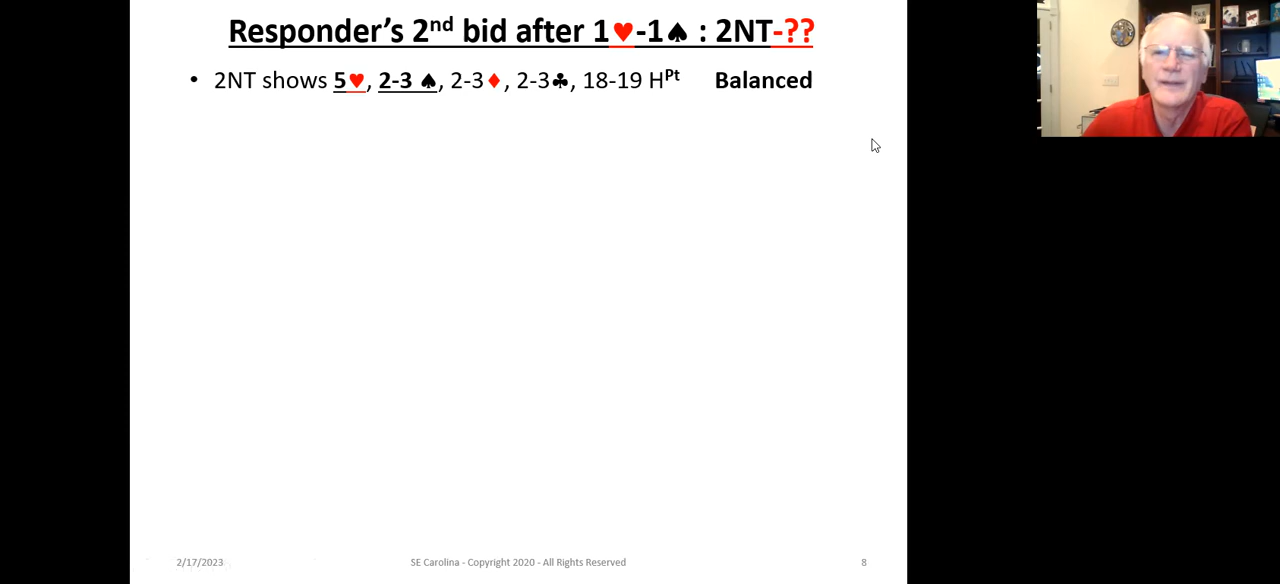 Responder's 2nd bid after 1♥-1♠ : 2NT-??
• 2NT shows 5♥, 2-3 ♠, 2-3♦, 2-3♣, 18-19 HPt Balanced
2/17/2023 SE Carolina - Copyright 2020 - All Rights Reserved 8